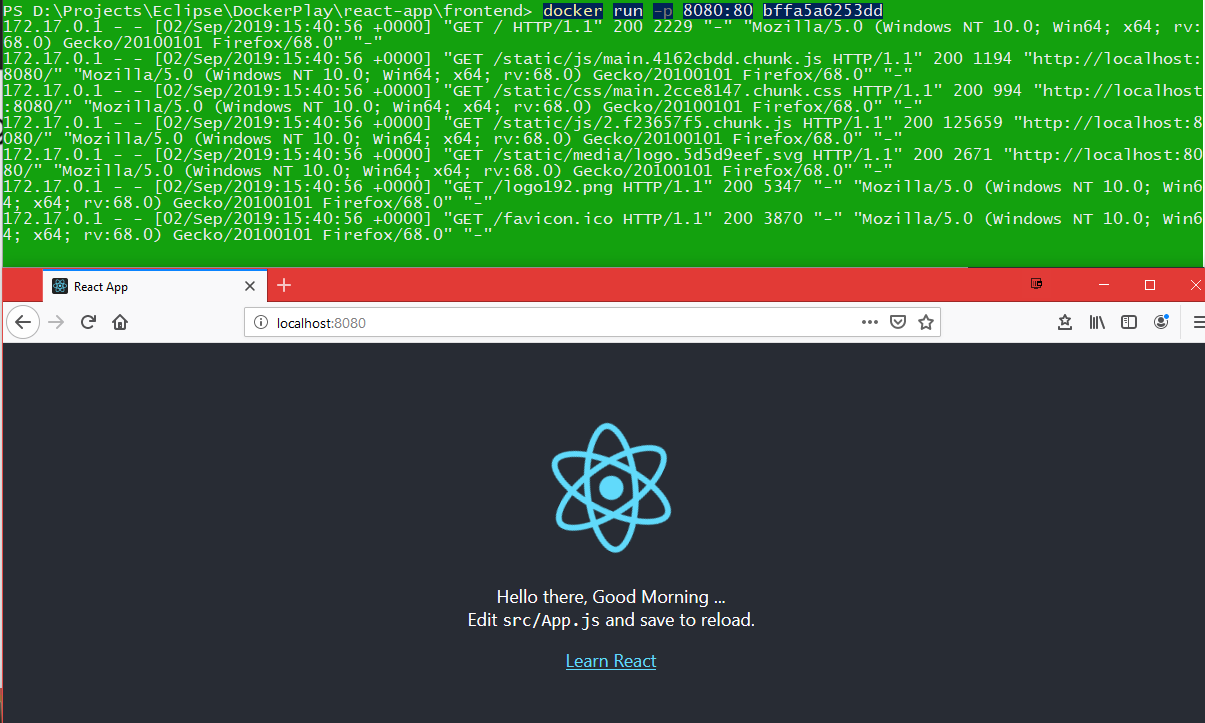 PS D:\Projects\Eclipse\DockerPlay\react-app\frontend> docker run -p 8080:80 bffa5a6253dd
172.17.0.1 - - [02/Sep/2019:15:40:56 +0000] "GET / HTTP/1.1" 200 2229 "-" "Mozilla/5.0 (Windows NT 10.0; Win64; x64; rv:
68.0) Gecko/20100101 Firefox/68.0" "-"
172.17.0.1 - - [02/Sep/2019:15:40:56 +0000] "GET /static/js/main.4162cbdd.chunk.js HTTP/1.1" 200 1194 "http://localhost:
8080/" "Mozilla/5.0 (Windows NT 10.0; Win64; x64; rv:68.0) Gecko/20100101 Firefox/68.0" "-"
172.17.0.1 - - [02/Sep/2019:15:40:56 +0000] "GET /static/css/main.2cce8147.chunk.css HTTP/1.1" 200 994 "http://localhost
:8080/" "Mozilla/5.0 (Windows NT 10.0; Win64; x64; rv:68.0) Gecko/20100101 Firefox/68.0" "-"
172.17.0.1 - - [02/Sep/2019:15:40:56 +0000] "GET /static/js/2.f23657f5.chunk.js HTTP/1.1" 200 125659 "http://localhost:8
080/" "Mozilla/5.0 (Windows NT 10.0; Win64; x64; rv:68.0) Gecko/20100101 Firefox/68.0" "-"
172.17.0.1 - - [02/Sep/2019:15:40:56 +0000] "GET /static/media/logo.5d5d9eef.svg HTTP/1.1" 200 2671 "http://localhost:80
80/" "Mozilla/5.0 (Windows NT 10.0; Win64; x64; rv:68.0) Gecko/20100101 Firefox/68.0" "-"
172.17.0.1 - - [02/Sep/2019:15:40:56 +0000] "GET /logo192.png HTTP/1.1" 200 5347 "-" "Mozilla/5.0 (Windows NT 10.0; Win6
4; x64; rv:68.0) Gecko/20100101 Firefox/68.0" "-"
172.17.0.1 - - [02/Sep/2019:15:40:56 +0000] "GET /favicon.ico HTTP/1.1" 200 3870 "-" "Mozilla/5.0 (Windows NT 10.0; Win6
4; x64; rv:68.0) Gecko/20100101 Firefox/68.0" "-"
React App
localhost:8080
Hello there, Good Morning ...
Edit src/App.js and save to reload.
Learn React